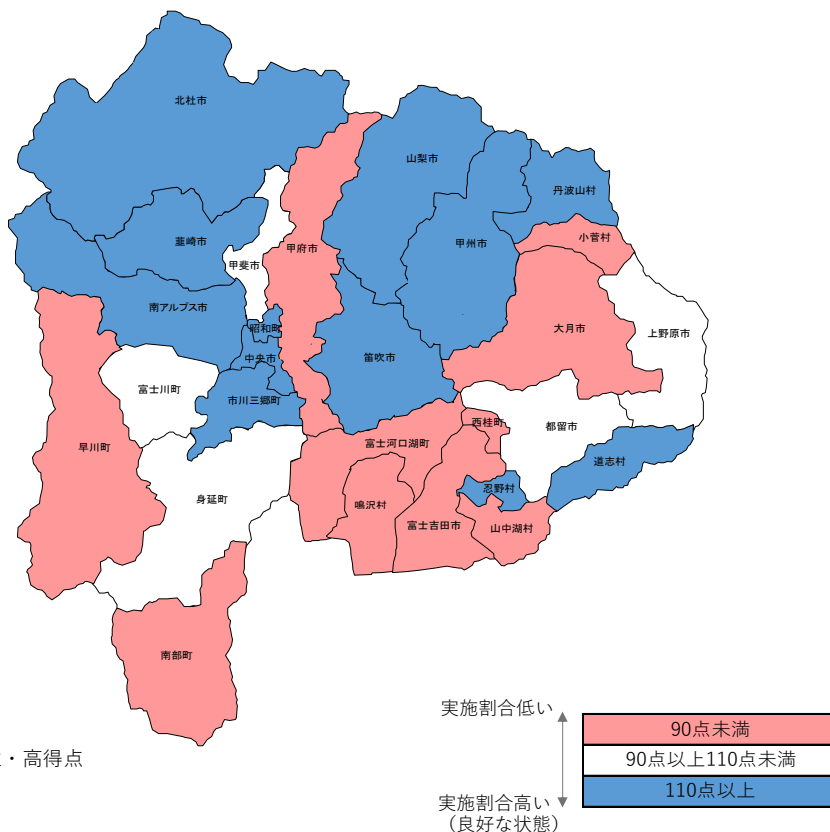 北杜市
山梨市
丹波山村
小菅村
韮崎市
甲斐市
甲府市
甲州市
南アルプス市
昭和町
大月市
上野原市
中央市
笛吹市
富士川町
市川三郷町
西桂町
都留市
早川町
富士河口湖町
道志村
身延町
鳴沢村
忍野村
富士吉田市
山中湖村
南部町
実施割合低い
90点未満
・高得点
90点以上110点未満
110点以上
実施割合高い
（良好な状態）